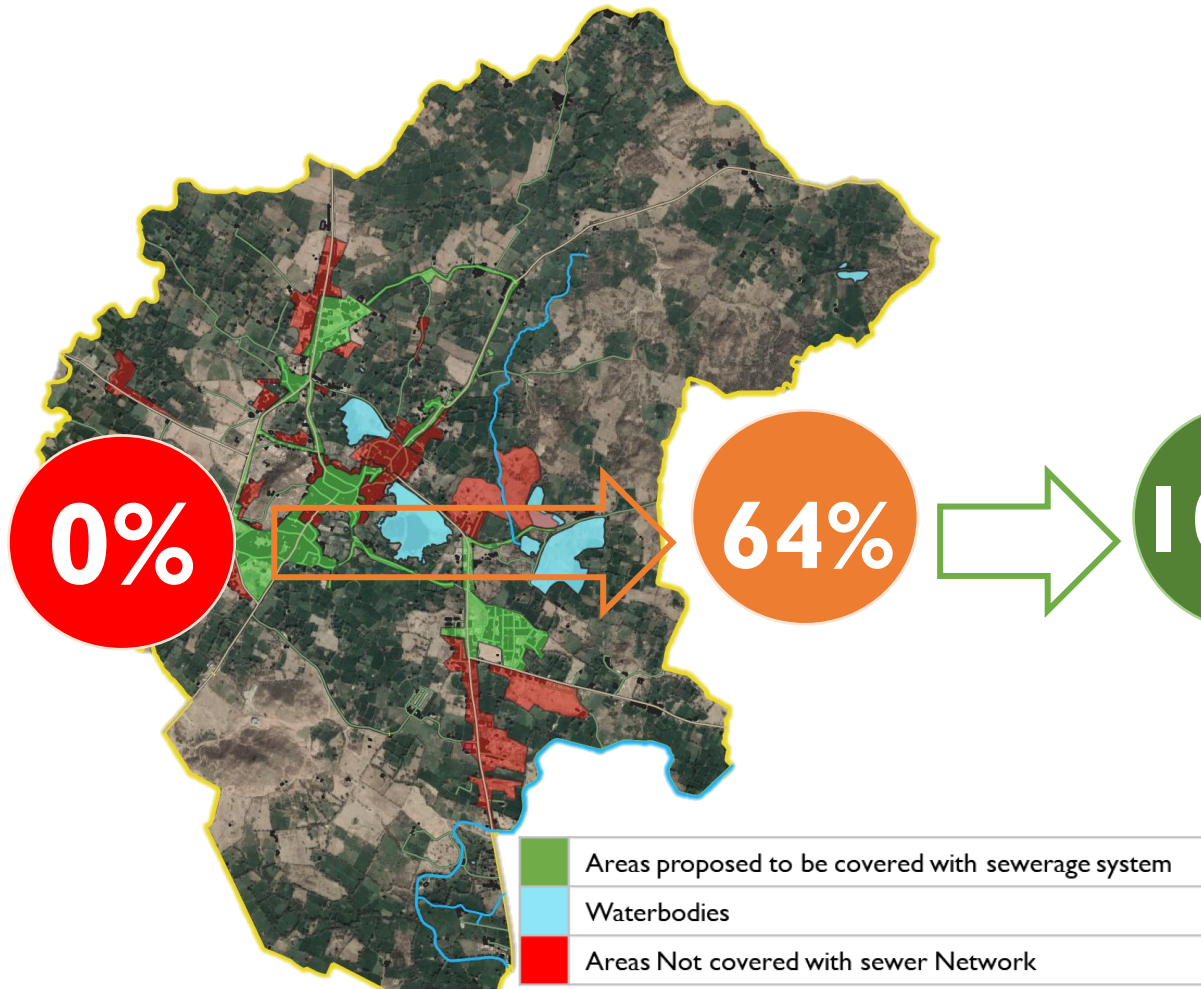 0%
64%
Areas proposed to be covered with sewerage system
Waterbodies
Areas Not covered with sewer Network